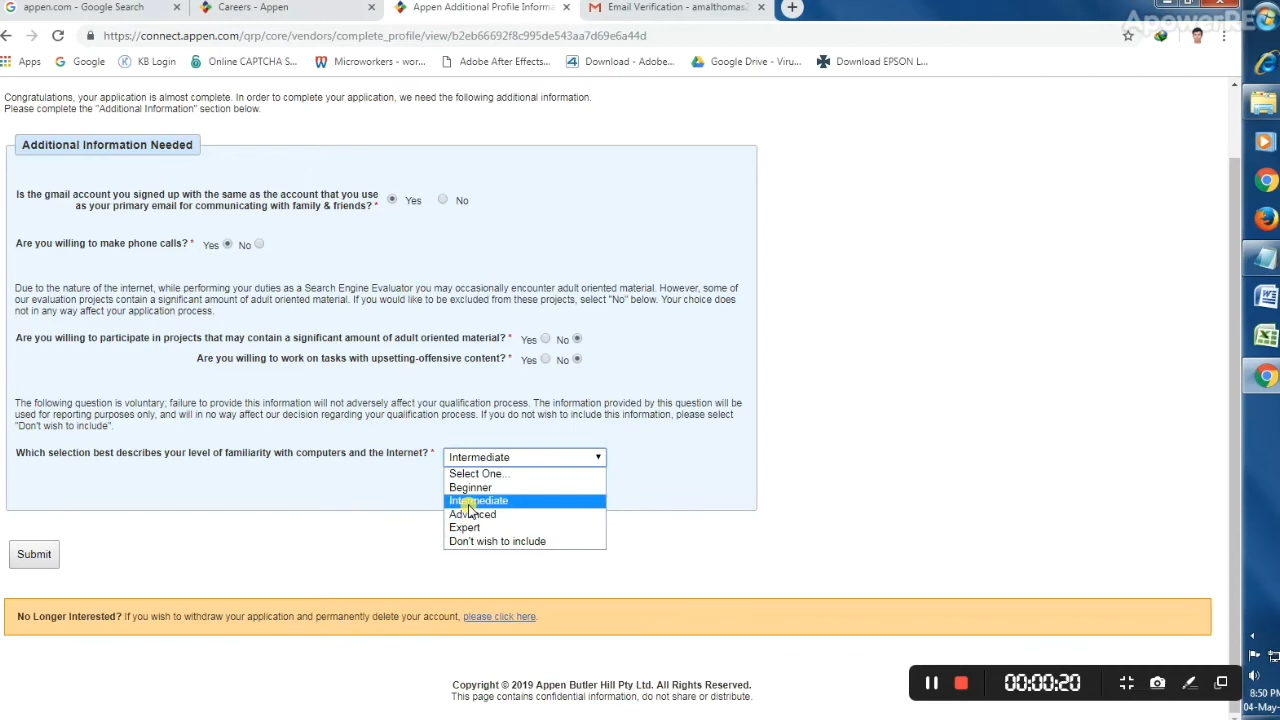 appen.com - Google Search
Careers - Appen
Appen Additional Profile Informa
Email Verification - amalthomas2
ApowerREC
https://connect.appen.com/qrp/core/vendors/complete_profile/view/b2eb66692f8c995de543aa7d69e6a44d
Apps
Google
KB Login
Online CAPTCHA S...
Microworkers - wor...
Adobe After Effects...
Download - Adobe...
Google Drive - Viru...
Download EPSON L...
Congratulations, your application is almost complete. In order to complete your application, we need the following additional information.
Please complete the "Additional Information" section below.
Additional Information Needed
Is the gmail account you signed up with the same as the account that you use
as your primary email for communicating with family & friends? * Yes No
Are you willing to make phone calls? * Yes No
Due to the nature of the internet, while performing your duties as a Search Engine Evaluator you may occasionally encounter adult oriented material. However, some of
our evaluation projects contain a significant amount of adult oriented material. If you would like to be excluded from these projects, select "No" below. Your choice does
not in any way affect your application process.
Are you willing to participate in projects that may contain a significant amount of adult oriented material? * Yes No
Are you willing to work on tasks with upsetting-offensive content? * Yes No
The following question is voluntary; failure to provide this information will not adversely affect your qualification process. The information provided by this question will be
used for reporting purposes only, and will in no way affect our decision regarding your qualification process. If you do not wish to include this information, please select
"Don't wish to include".
Which selection best describes your level of familiarity with computers and the Internet? * Intermediate
Select One...
Beginner
Intermediate
Advanced
Expert
Don't wish to include
Submit
No Longer Interested? If you wish to withdraw your application and permanently delete your account, please click here.
Copyright © 2019 Appen Butler Hill Pty Ltd. All Rights Reserved.
This page contains confidential information, do not share or distribute.
00:00:20
8:50 PM
04-May-